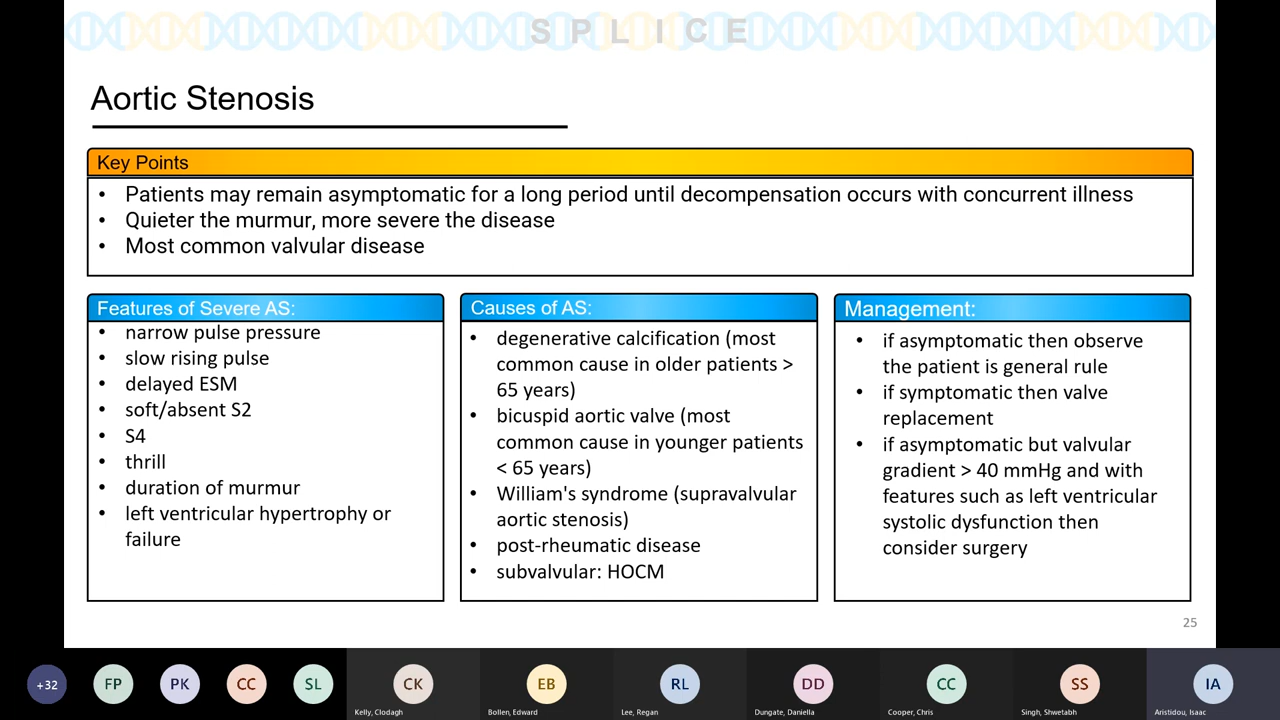 SPLICE
Aortic Stenosis
Key Points
• Patients may remain asymptomatic for a long period until decompensation occurs with concurrent illness
• Quieter the murmur, more severe the disease
• Most common valvular disease
Features of Severe AS:
• narrow pulse pressure
• slow rising pulse
• delayed ESM
• soft/absent S2
• S4
• thrill
• duration of murmur
• left ventricular hypertrophy or
failure
Causes of AS:
• degenerative calcification (most
common cause in older patients >
65 years)
• bicuspid aortic valve (most
common cause in younger patients
< 65 years)
• William's syndrome (supravalvular
aortic stenosis)
• post-rheumatic disease
• subvalvular: HOCM
Management:
• if asymptomatic then observe
the patient is general rule
• if symptomatic then valve
replacement
• if asymptomatic but valvular
gradient > 40 mmHg and with
features such as left ventricular
systolic dysfunction then
consider surgery
25
+32
FP
PK
CC
SL
CK
Kelly, Clodagh
EB
Bollen, Edward
RL
Lee, Regan
DD
Dungate, Daniella
CC
Cooper, Chris
SS
Singh, Shwetabh
IA
Aristidou, Isaac